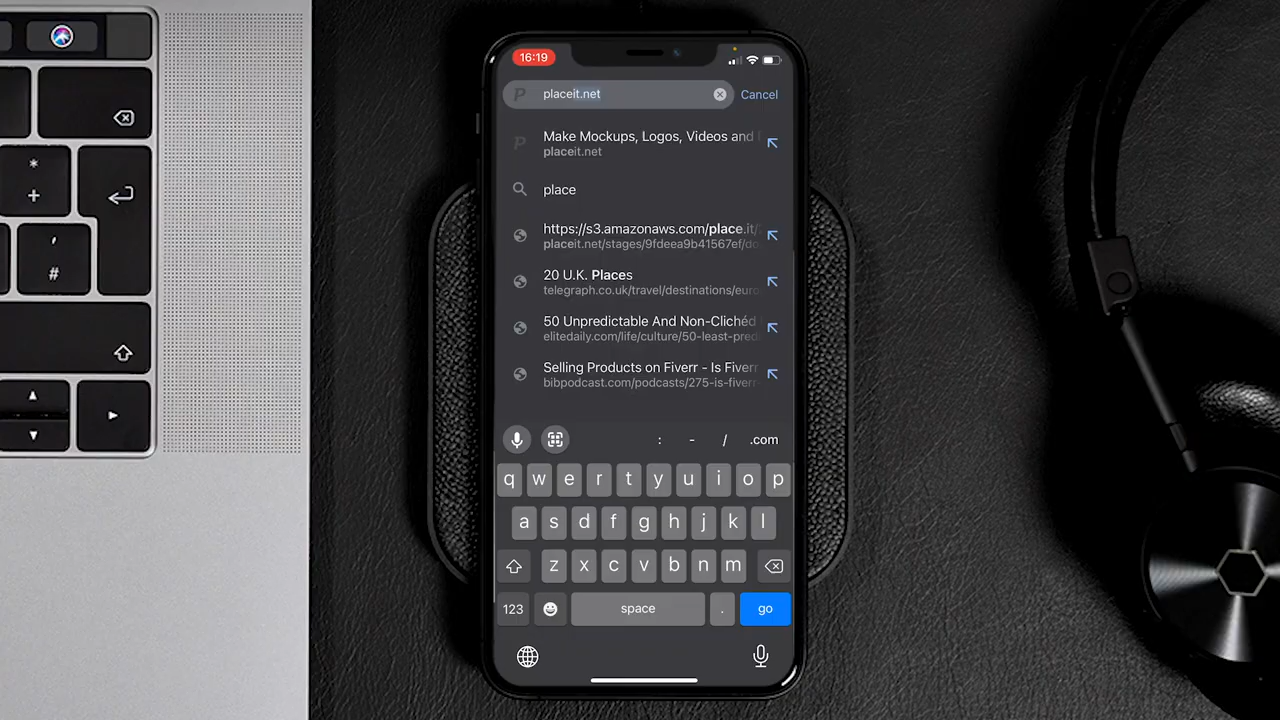 16:19
placeit.net
Cancel
Make Mockups, Logos, Videos and
placeit.net
place
https://s3.amazonaws.com/place.it/
placeit.net/stages/9fdeea9b41567ef/do
20 U.K. Places
telegraph.co.uk/travel/destinations/euro
50 Unpredictable And Non-Clichéd
elitedaily.com/life/culture/50-least-pred
Selling Products on Fiverr - Is Fiverr
bibpodcast.com/podcasts/275-is-fiverr-
: - / .com
q w e r t y u i o p
a s d f g h j k l
z x c v b n m
123 space . go
* +
' #